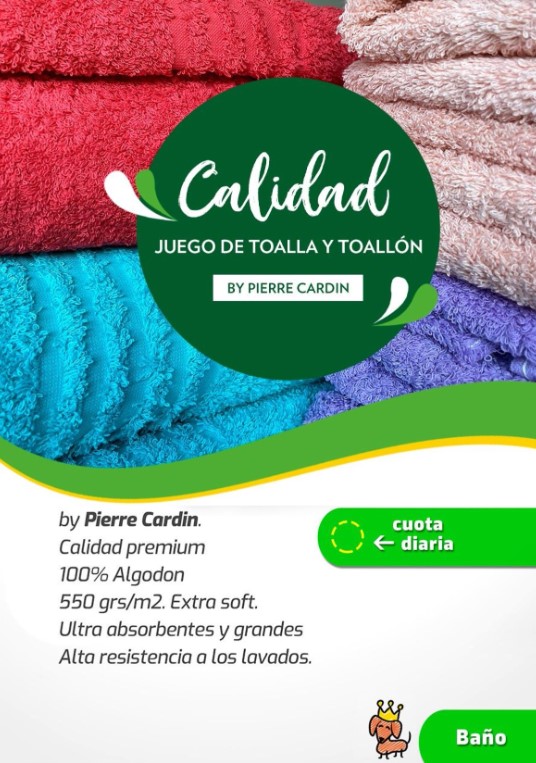 Calidad
JUEGO DE TOALLA Y TOALLÓN
BY PIERRE CARDIN
by Pierre Cardin.
Calidad premium
100% Algodon
550 grs/m2. Extra soft.
Ultra absorbentes y grandes
Alta resistencia a los lavados.
cuota
← diaria
Baño